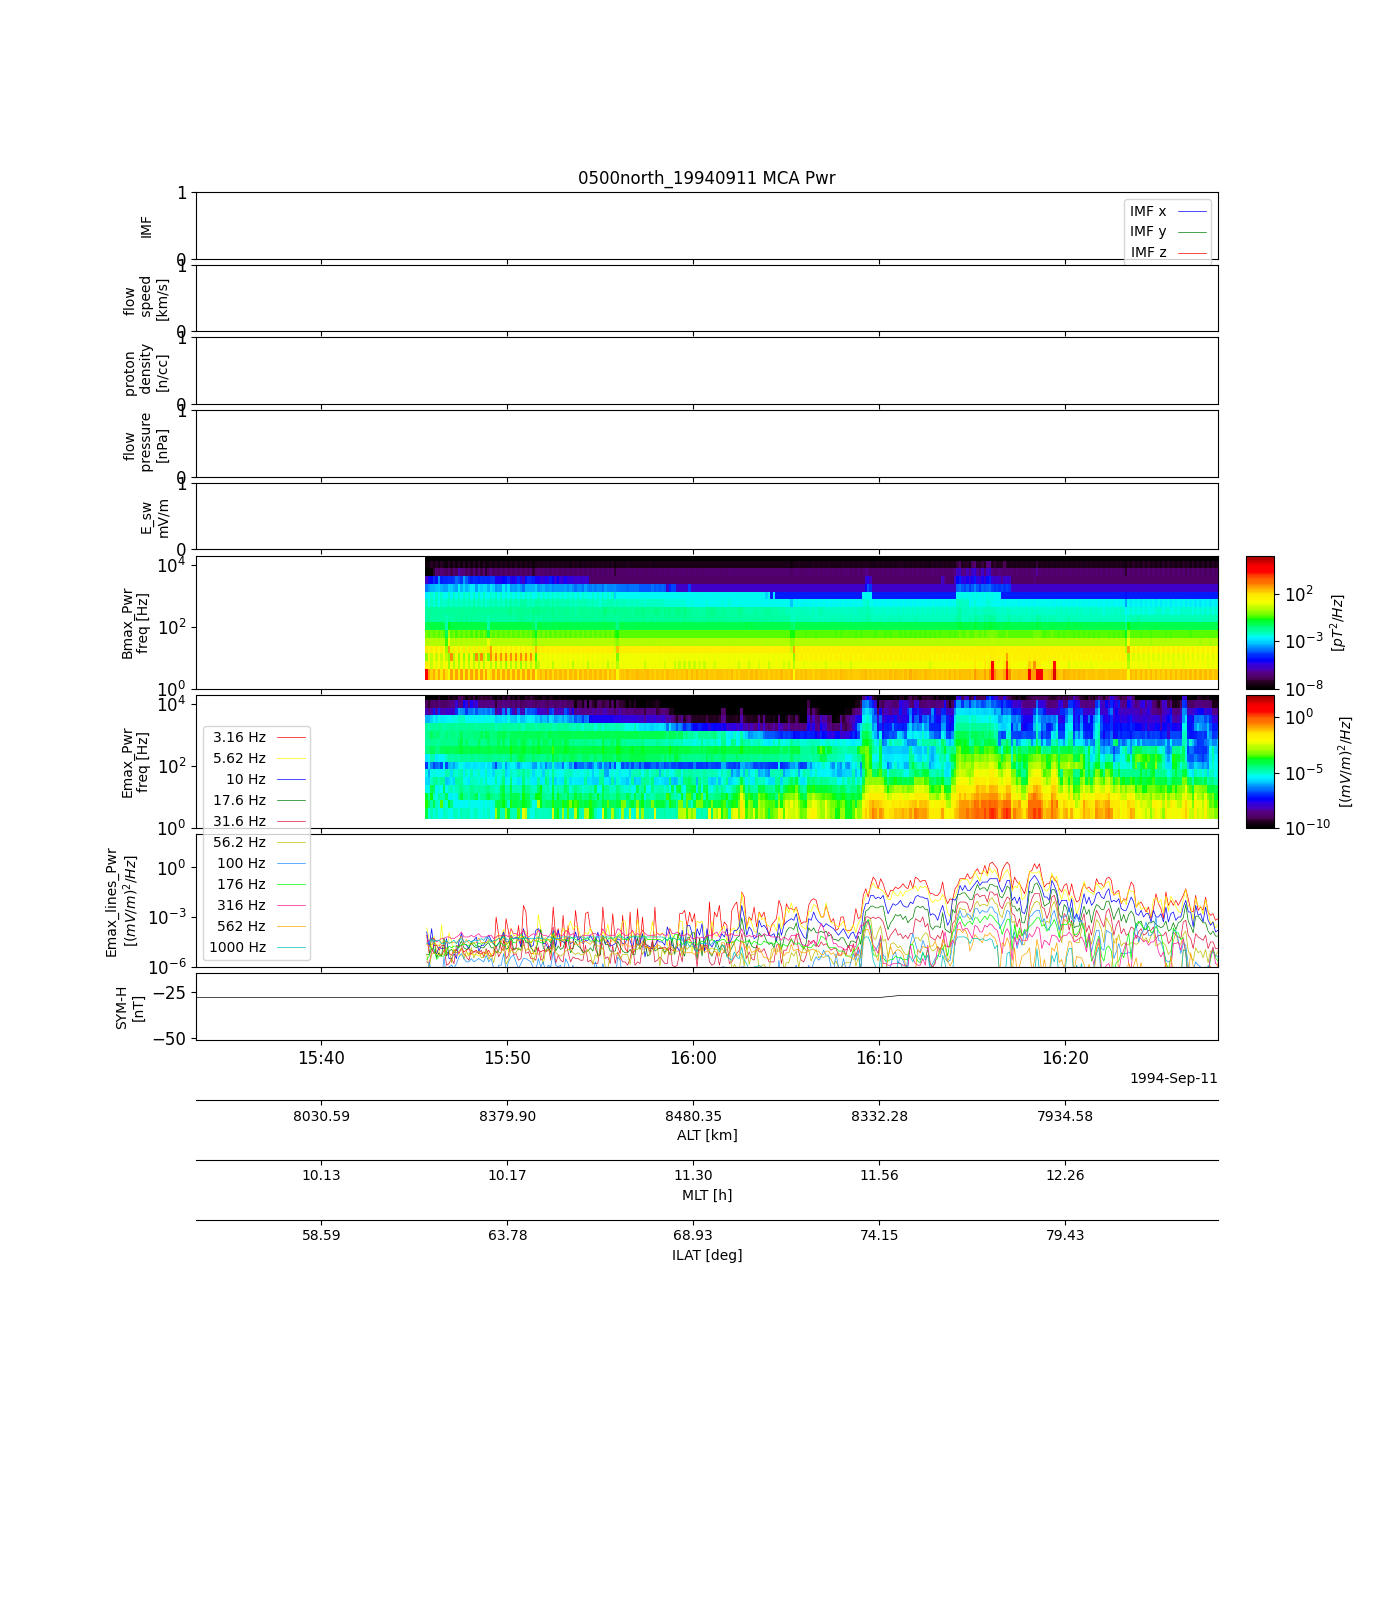 0500north_19940911 MCA Pwr
IMF
1
0
IMF x
IMF y
IMF z
flow
speed
[km/s]
1
0
proton
density
[n/cc]
1
0
flow
pressure
[nPa]
1
0
E_sw
mV/m
1
0
Bmax_Pwr
freq [Hz]
10^4
10^2
10^0
10^2
10^-3
10^-8
[pT^2/Hz]
Emax_Pwr
freq [Hz]
10^4
10^2
10^0
10^0
10^-5
10^-10
[(mV/m)^2/Hz]
3.16 Hz
5.62 Hz
10 Hz
17.6 Hz
31.6 Hz
56.2 Hz
100 Hz
176 Hz
316 Hz
562 Hz
1000 Hz
Emax_lines_Pwr
[(mV/m)^2/Hz]
10^0
10^-3
10^-6
SYM-H
[nT]
−25
−50
15:40 15:50 16:00 16:10 16:20
1994-Sep-11
8030.59 8379.90 8480.35 8332.28 7934.58
ALT [km]
10.13 10.17 11.30 11.56 12.26
MLT [h]
58.59 63.78 68.93 74.15 79.43
ILAT [deg]